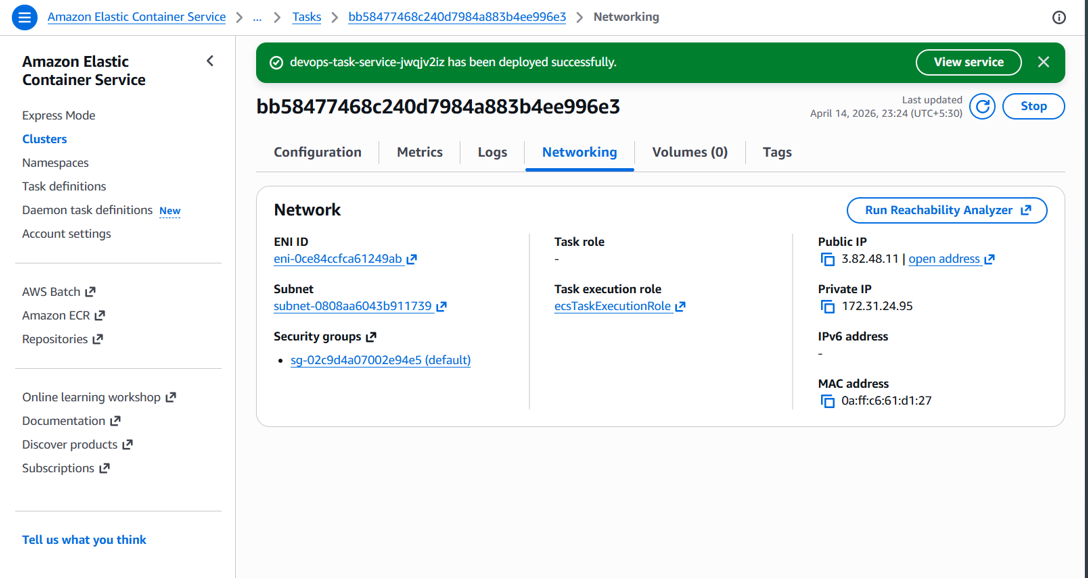 Amazon Elastic Container Service > ... > Tasks > bb58477468c240d7984a883b4ee996e3 > Networking
Amazon Elastic
Container Service
Express Mode
Clusters
Namespaces
Task definitions
Daemon task definitions New
Account settings
AWS Batch
Amazon ECR
Repositories
Online learning workshop
Documentation
Discover products
Subscriptions
Tell us what you think
devops-task-service-jwqjv2iz has been deployed successfully.
View service
bb58477468c240d7984a883b4ee996e3
Last updated
April 14, 2026, 23:24 (UTC+5:30)
Stop
Configuration
Metrics
Logs
Networking
Volumes (0)
Tags
Network
Run Reachability Analyzer
ENI ID
eni-0ce84ccfca61249ab
Subnet
subnet-0808aa6043b911739
Security groups
• sg-02c9d4a07002e94e5 (default)
Task role
-
Task execution role
ecsTaskExecutionRole
Public IP
3.82.48.11 | open address
Private IP
172.31.24.95
IPv6 address
-
MAC address
0a:ff:c6:61:d1:27